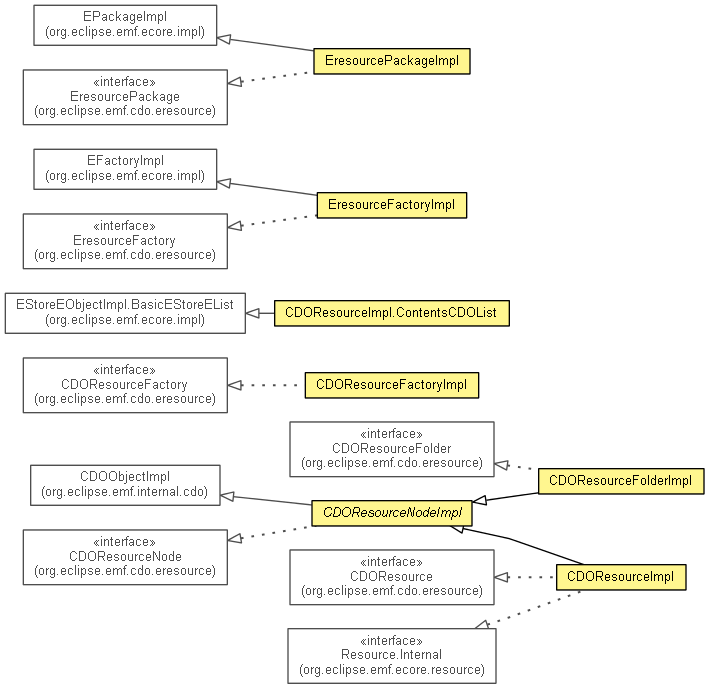 EPackageImpl
(org.eclipse.emf.ecore.impl)
EresourcePackageImpl
«interface»
EresourcePackage
(org.eclipse.emf.cdo.eresource)
EFactoryImpl
(org.eclipse.emf.ecore.impl)
EresourceFactoryImpl
«interface»
EresourceFactory
(org.eclipse.emf.cdo.eresource)
EStoreEObjectImpl.BasicEStoreEList
(org.eclipse.emf.ecore.impl)
CDOResourceImpl.ContentsCDOList
«interface»
CDOResourceFactory
(org.eclipse.emf.cdo.eresource)
CDOResourceFactoryImpl
«interface»
CDOResourceFolder
(org.eclipse.emf.cdo.eresource)
CDOResourceFolderImpl
CDOObjectImpl
(org.eclipse.emf.internal.cdo)
CDOResourceNodeImpl
«interface»
CDOResourceNode
(org.eclipse.emf.cdo.eresource)
«interface»
CDOResource
(org.eclipse.emf.cdo.eresource)
CDOResourceImpl
«interface»
Resource.Internal
(org.eclipse.emf.ecore.resource)